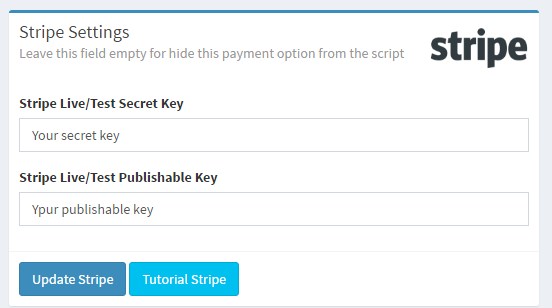 Stripe Settings
Leave this field empty for hide this payment option from the script
stripe
Stripe Live/Test Secret Key
Your secret key
Stripe Live/Test Publishable Key
Ypur publishable key
Update Stripe
Tutorial Stripe